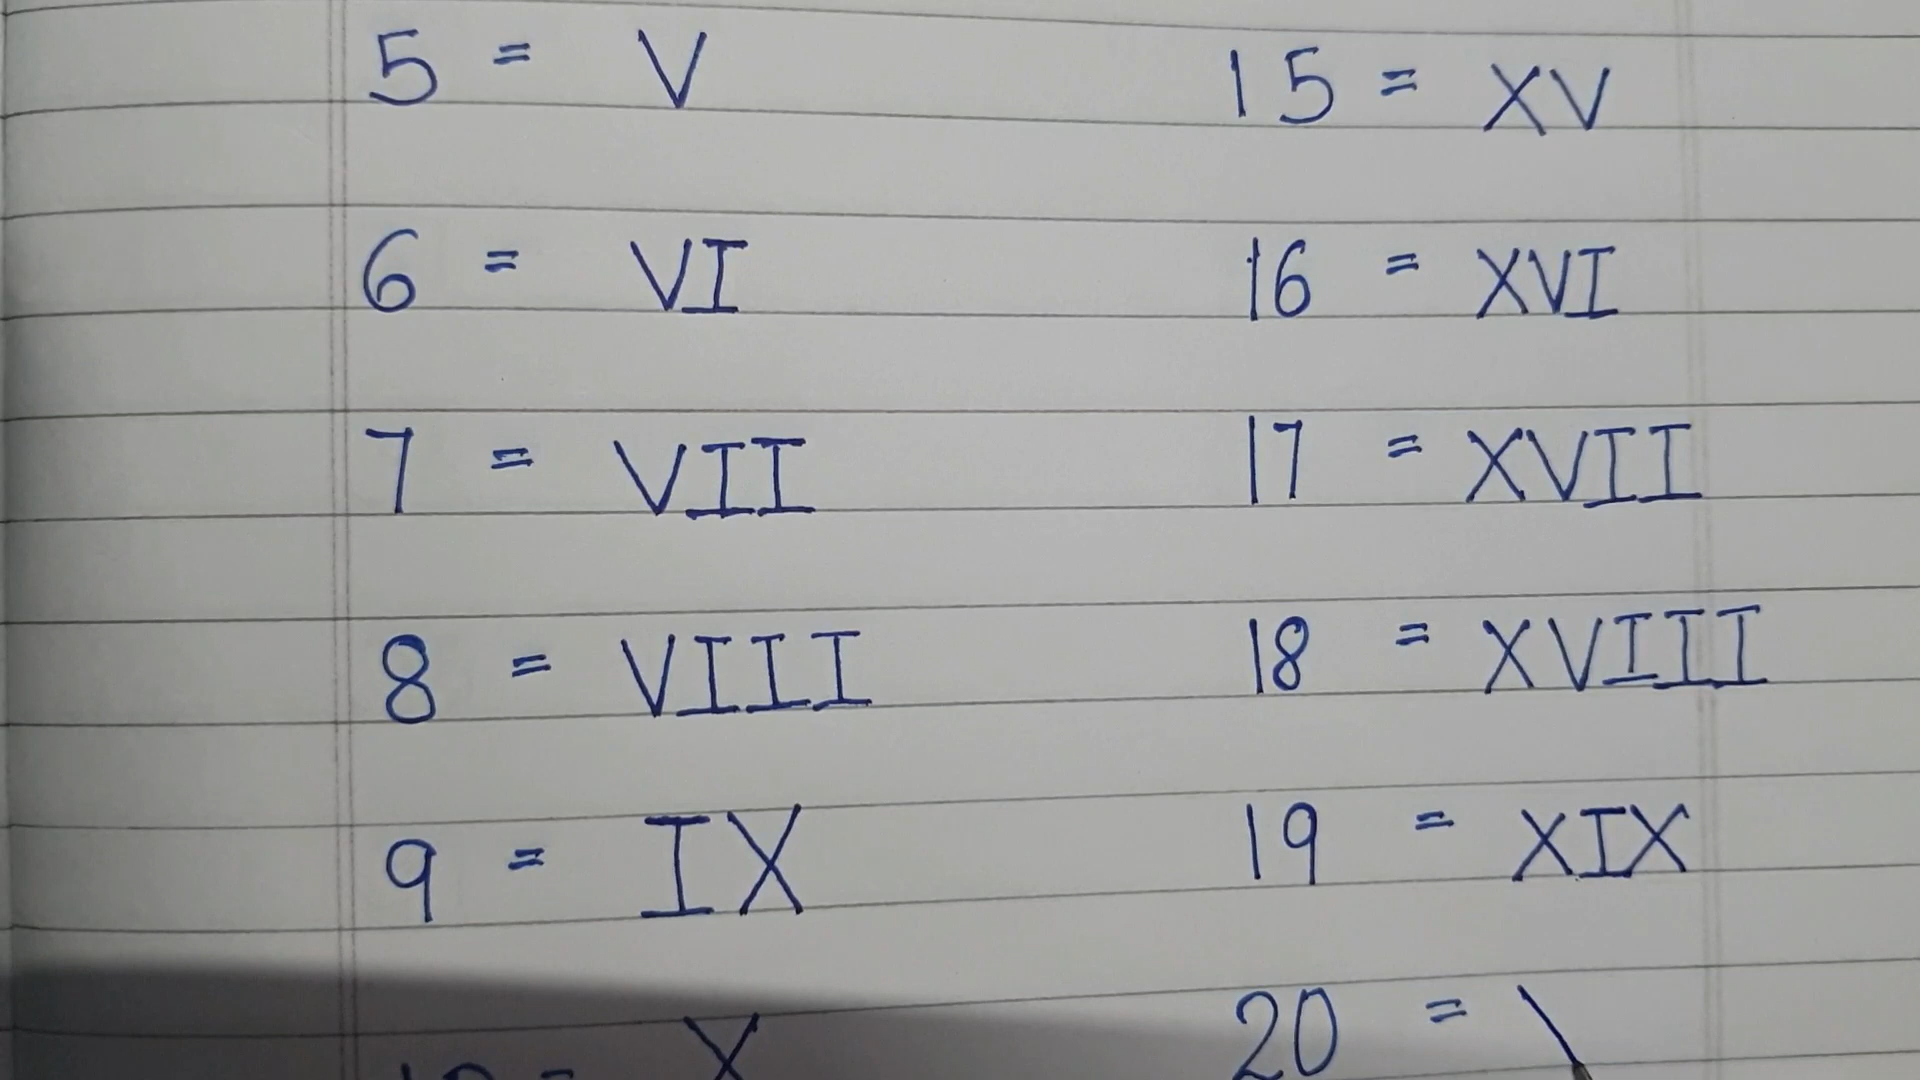 5 = V 15 = XV
6 = VI 16 = XVI
7 = VII 17 = XVII
8 = VIII 18 = XVIII
9 = IX 19 = XIX
10 = X 20 = \